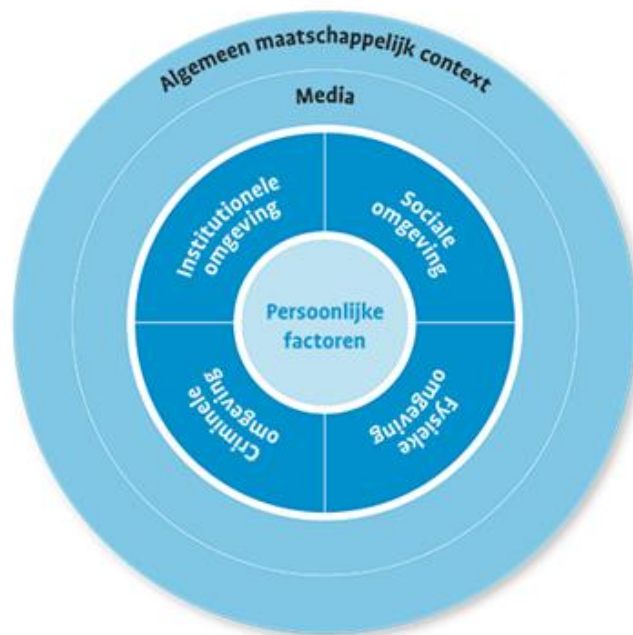 Algemeen maatschappelijk context
Media
Institutionele
omgeving
Sociale
omgeving
Persoonlijke
factoren
Criminele
omgeving
Fysieke
omgeving